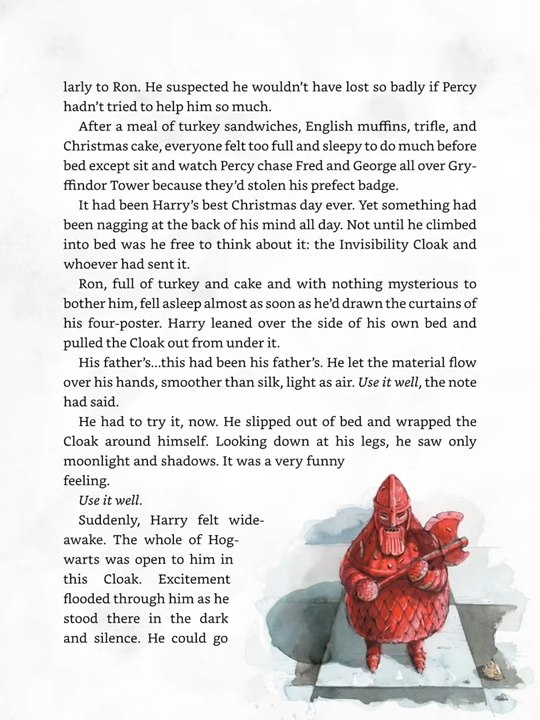 larly to Ron. He suspected he wouldn’t have lost so badly if Percy
hadn’t tried to help him so much.
After a meal of turkey sandwiches, English muffins, trifle, and
Christmas cake, everyone felt too full and sleepy to do much before
bed except sit and watch Percy chase Fred and George all over Gry-
ffindor Tower because they’d stolen his prefect badge.
It had been Harry’s best Christmas day ever. Yet something had
been nagging at the back of his mind all day. Not until he climbed
into bed was he free to think about it: the Invisibility Cloak and
whoever had sent it.
Ron, full of turkey and cake and with nothing mysterious to
bother him, fell asleep almost as soon as he’d drawn the curtains of
his four-poster. Harry leaned over the side of his own bed and
pulled the Cloak out from under it.
His father’s...this had been his father’s. He let the material flow
over his hands, smoother than silk, light as air. Use it well, the note
had said.
He had to try it, now. He slipped out of bed and wrapped the
Cloak around himself. Looking down at his legs, he saw only
moonlight and shadows. It was a very funny
feeling.
Use it well.
Suddenly, Harry felt wide-
awake. The whole of Hog-
warts was open to him in
this Cloak. Excitement
flooded through him as he
stood there in the dark
and silence. He could go